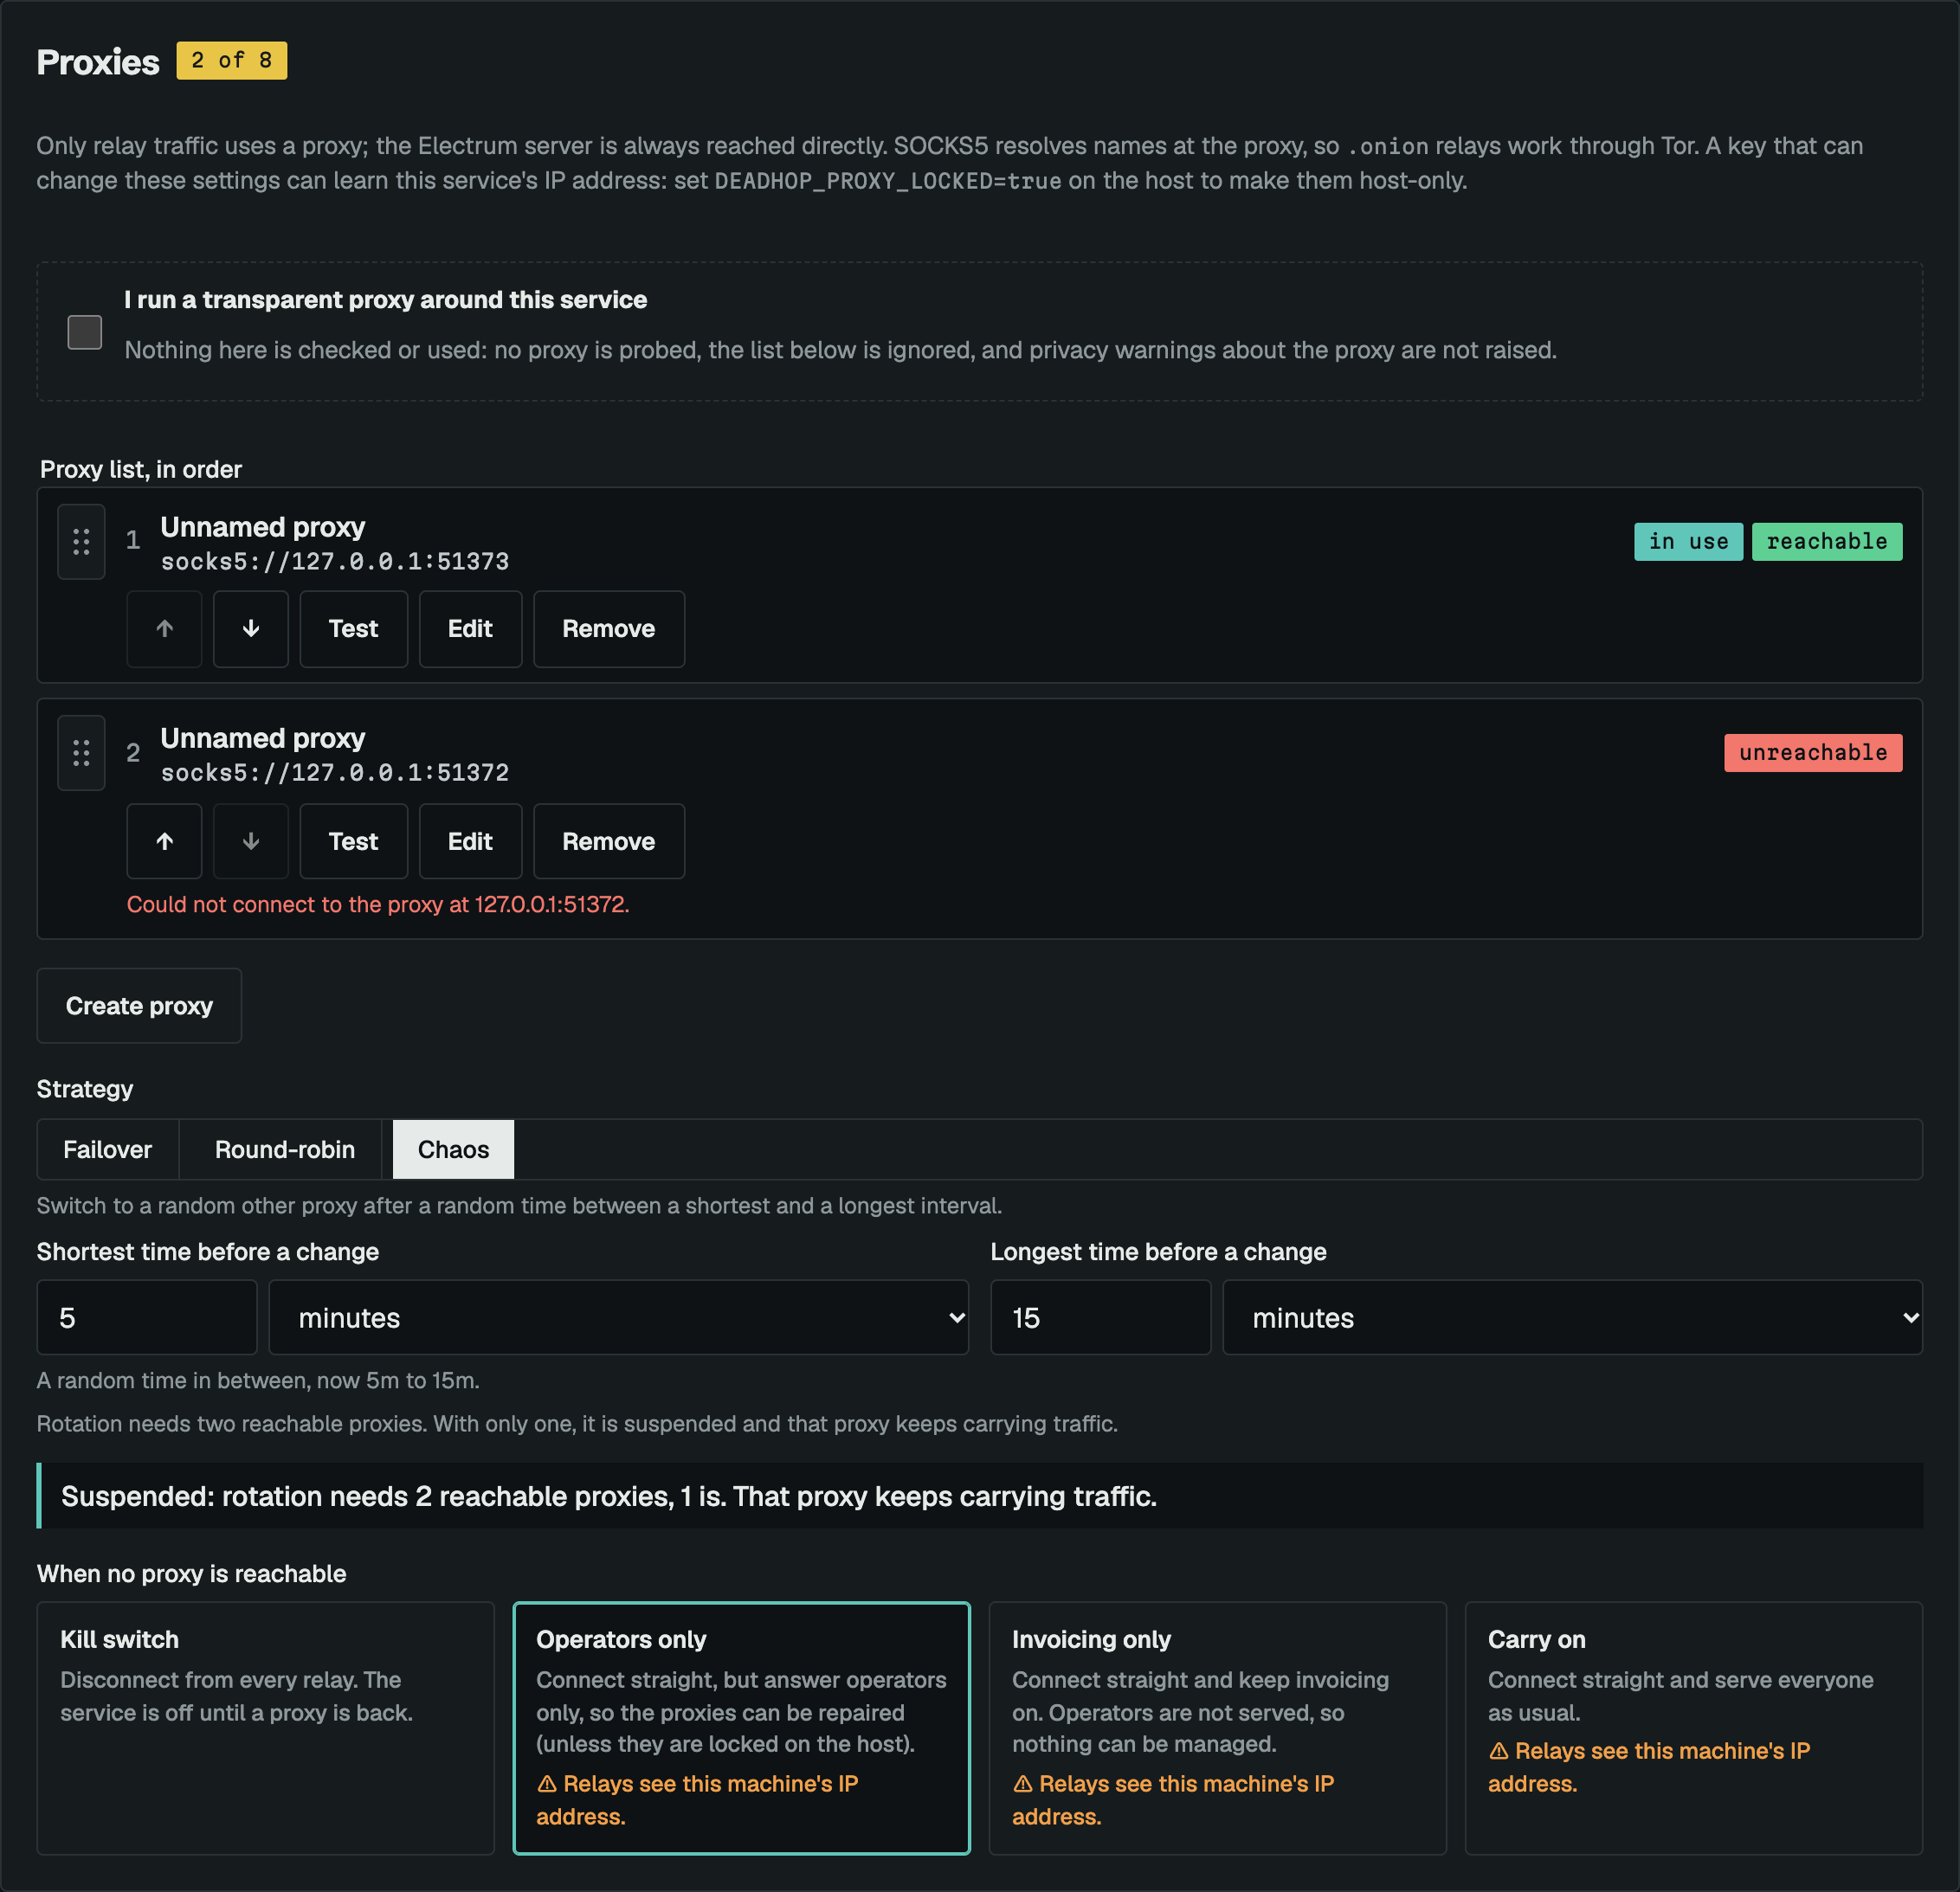 Proxies 2 of 8
Only relay traffic uses a proxy; the Electrum server is always reached directly. SOCKS5 resolves names at the proxy, so .onion relays work through Tor. A key that can
change these settings can learn this service's IP address: set DEADHOP_PROXY_LOCKED=true on the host to make them host-only.
I run a transparent proxy around this service
Nothing here is checked or used: no proxy is probed, the list below is ignored, and privacy warnings about the proxy are not raised.
Proxy list, in order
1 Unnamed proxy in use reachable
socks5://127.0.0.1:51373
↑ ↓ Test Edit Remove
2 Unnamed proxy unreachable
socks5://127.0.0.1:51372
↑ ↓ Test Edit Remove
Could not connect to the proxy at 127.0.0.1:51372.
Create proxy
Strategy
Failover Round-robin Chaos
Switch to a random other proxy after a random time between a shortest and a longest interval.
Shortest time before a change Longest time before a change
5 minutes 15 minutes
A random time in between, now 5m to 15m.
Rotation needs two reachable proxies. With only one, it is suspended and that proxy keeps carrying traffic.
Suspended: rotation needs 2 reachable proxies, 1 is. That proxy keeps carrying traffic.
When no proxy is reachable
Kill switch
Disconnect from every relay. The
service is off until a proxy is back.
Operators only
Connect straight, but answer operators
only, so the proxies can be repaired
(unless they are locked on the host).
⚠ Relays see this machine's IP
address.
Invoicing only
Connect straight and keep invoicing
on. Operators are not served, so
nothing can be managed.
⚠ Relays see this machine's IP
address.
Carry on
Connect straight and serve everyone
as usual.
⚠ Relays see this machine's IP
address.